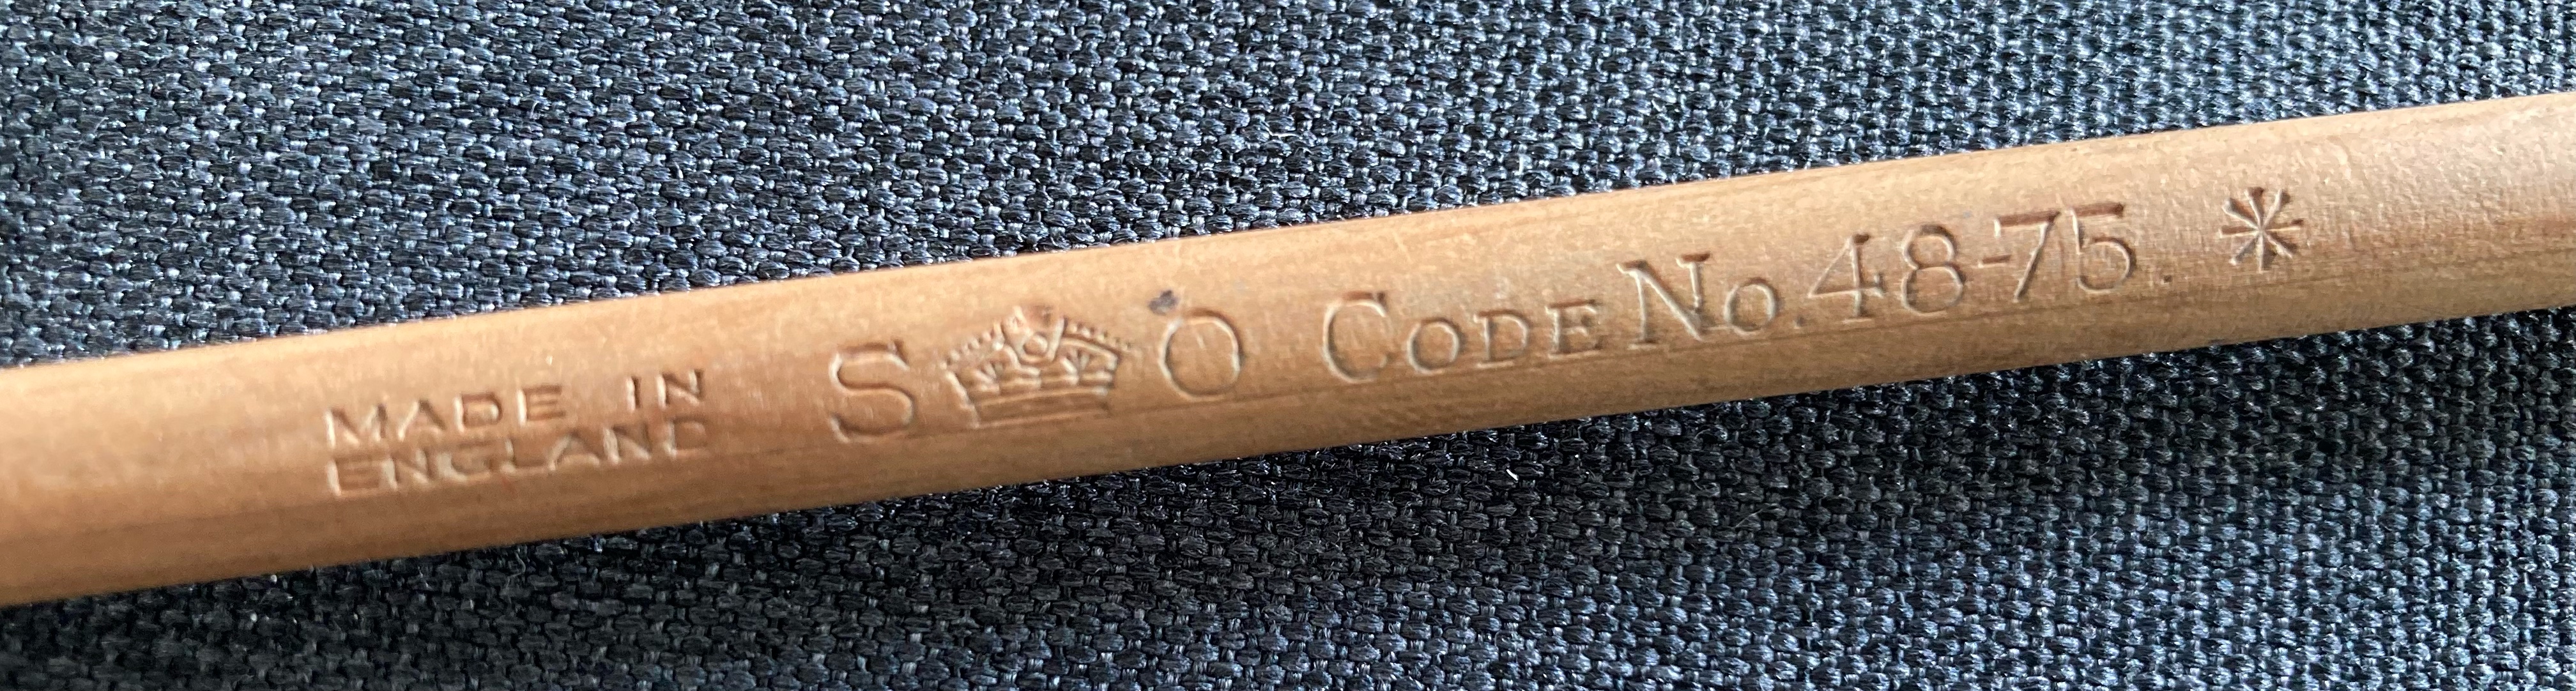 MADE IN
ENGLAND
S O CODE No. 48-75. *